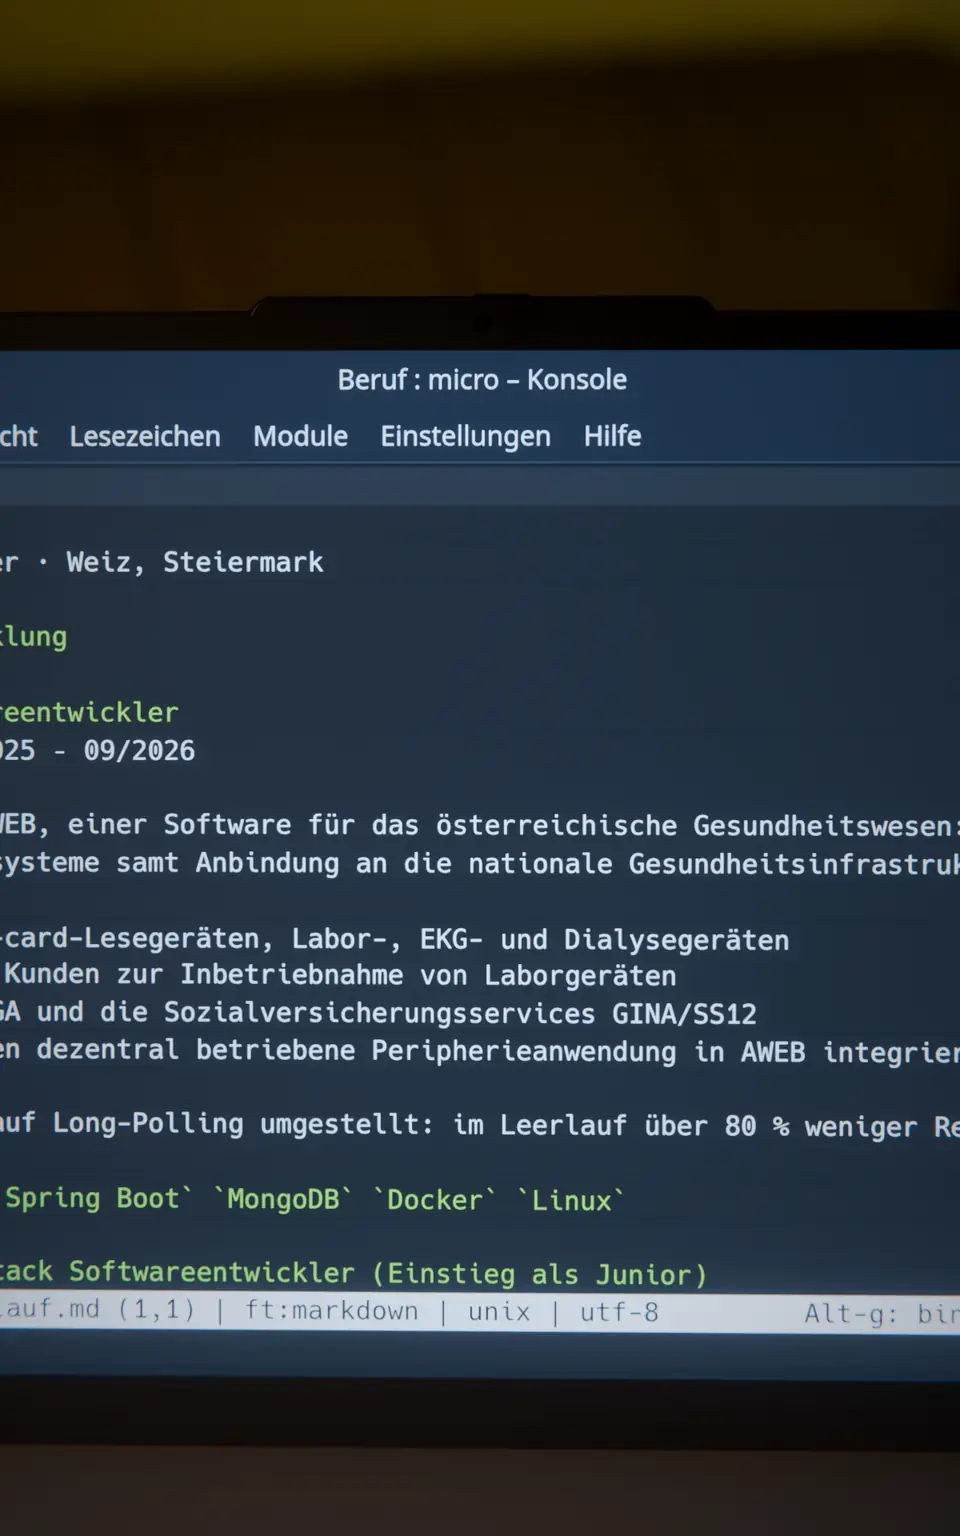 Beruf : micro – Konsole
cht Lesezeichen Module Einstellungen Hilfe
er · Weiz, Steiermark
klung
reentwickler
025 - 09/2026
WEB, einer Software für das österreichische Gesundheitswesen:
systeme samt Anbindung an die nationale Gesundheitsinfrastruk
-card-Lesegeräten, Labor-, EKG- und Dialysegeräten
Kunden zur Inbetriebnahme von Laborgeräten
GA und die Sozialversicherungsservices GINA/SS12
en dezentral betriebene Peripherieanwendung in AWEB integrier
auf Long-Polling umgestellt: im Leerlauf über 80 % weniger Re
Spring Boot` `MongoDB` `Docker` `Linux`
tack Softwareentwickler (Einstieg als Junior)
lauf.md (1,1) | ft:markdown | unix | utf-8 Alt-g: bin